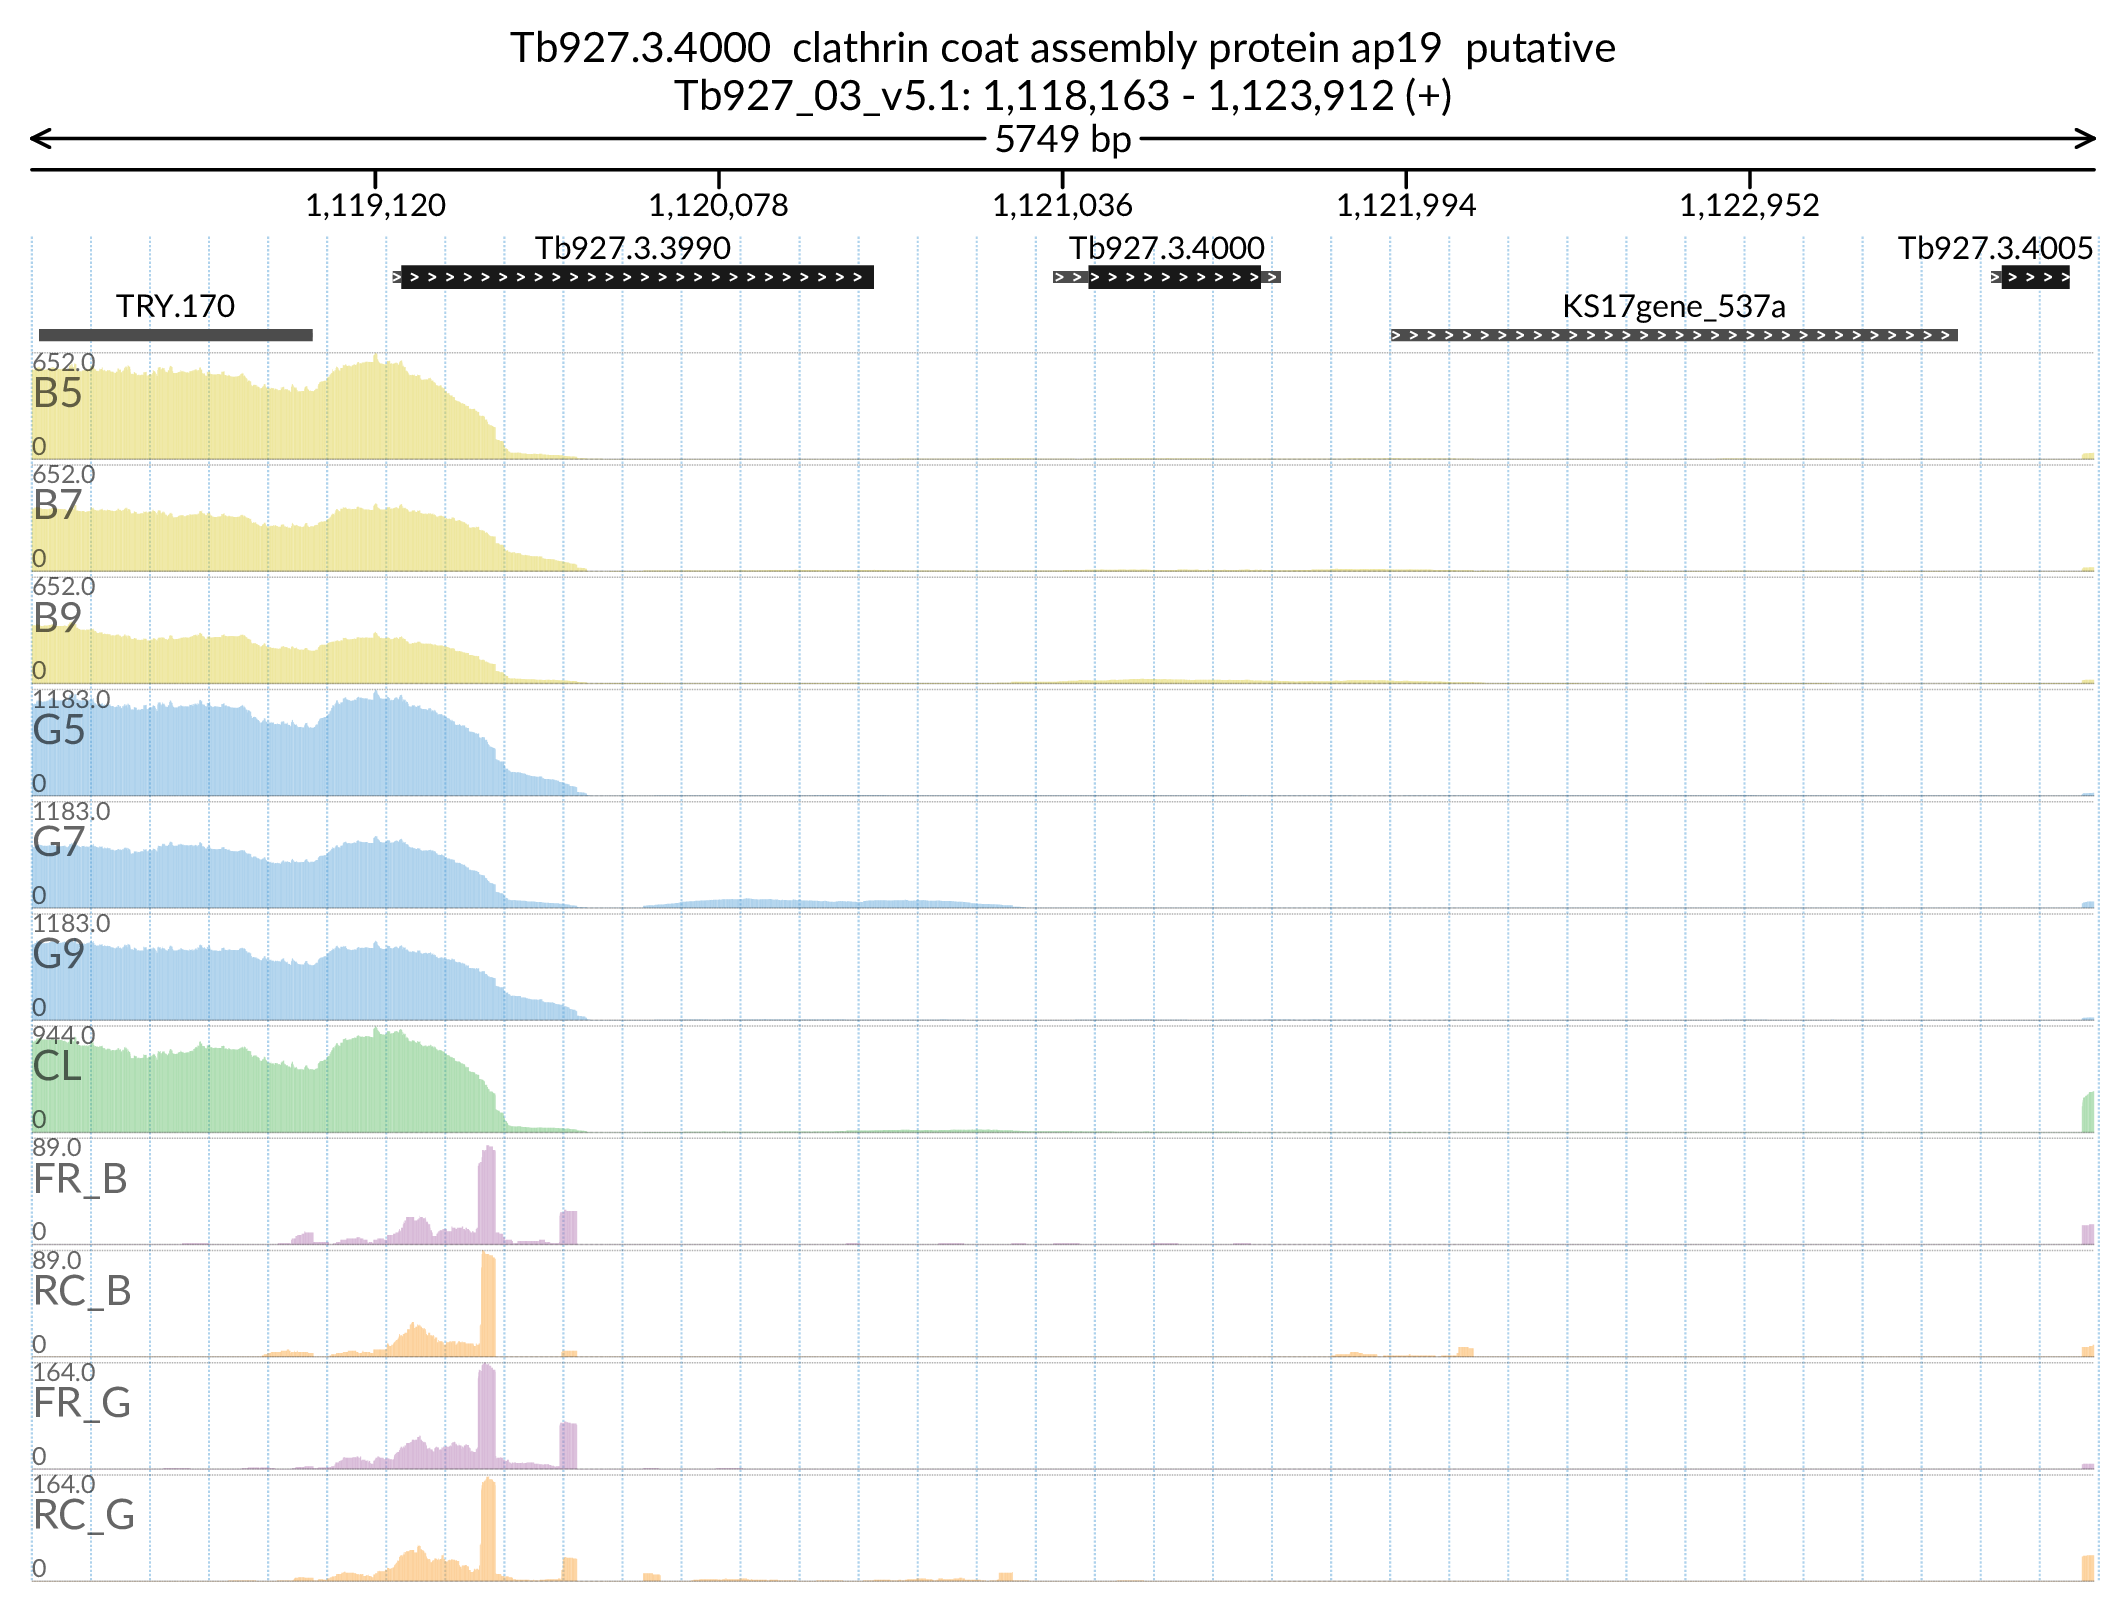 Tb927.3.4000 clathrin coat assembly protein ap19 putative
Tb927_03_v5.1: 1,118,163 - 1,123,912 (+)
5749 bp
1,119,120 1,120,078 1,121,036 1,121,994 1,122,952
Tb927.3.3990 Tb927.3.4000 Tb927.3.4005
TRY.170 KS17gene_537a
652.0
B5
0
652.0
B7
0
652.0
B9
0
1183.0
G5
0
1183.0
G7
0
1183.0
G9
0
944.0
CL
0
89.0
FR_B
0
89.0
RC_B
0
164.0
FR_G
0
164.0
RC_G
0